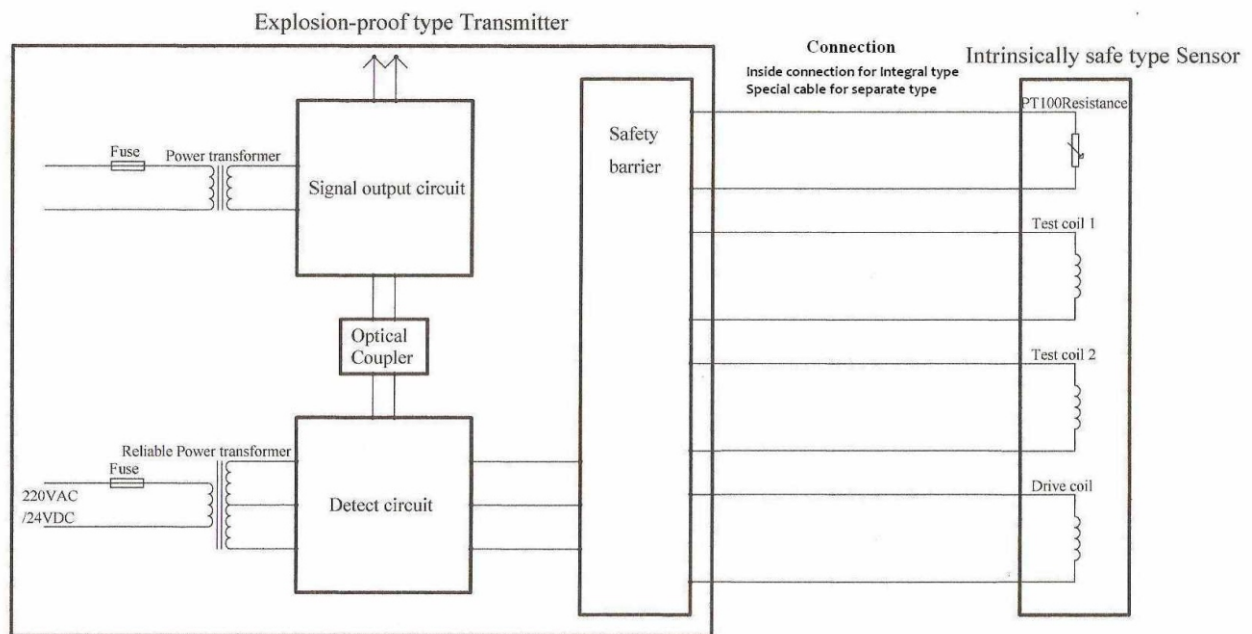 Explosion-proof type Transmitter
Connection
Inside connection for Integral type
Special cable for separate type
Intrinsically safe type Sensor
PT100Resistance
Safety
barrier
Fuse
Power transformer
Signal output circuit
Test coil 1
Optical
Coupler
Test coil 2
Reliable Power transformer
Fuse
220VAC
/24VDC
Detect circuit
Drive coil